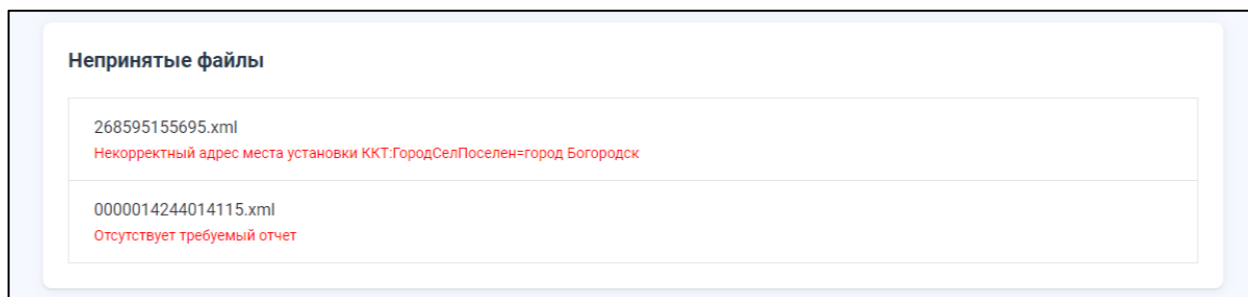 Непринятые файлы
268595155695.xml
Некорректный адрес места установки ККТ:ГородСелПоселен=город Богородск
0000014244014115.xml
Отсутствует требуемый отчет